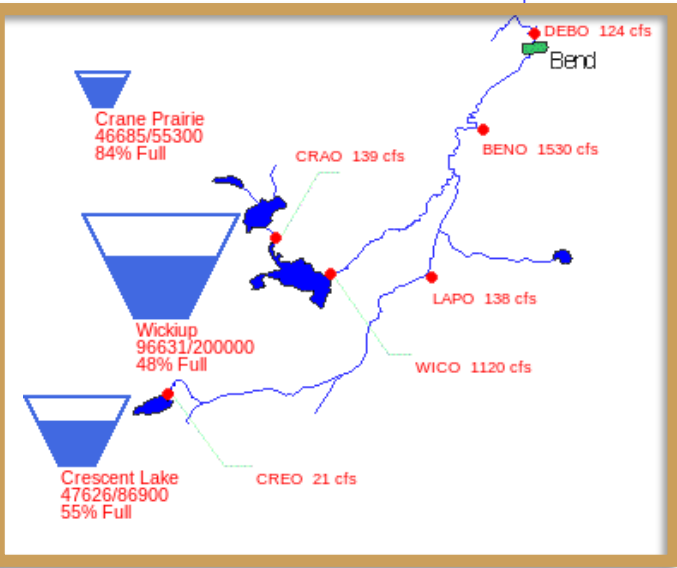 DEBO 124 cfs
Bend
Crane Prairie
46685/55300
84% Full
CRAO 139 cfs
BENO 1530 cfs
LAPO 138 cfs
Wickiup
96631/200000
48% Full
WICO 1120 cfs
Crescent Lake
47626/86900
55% Full
CREO 21 cfs